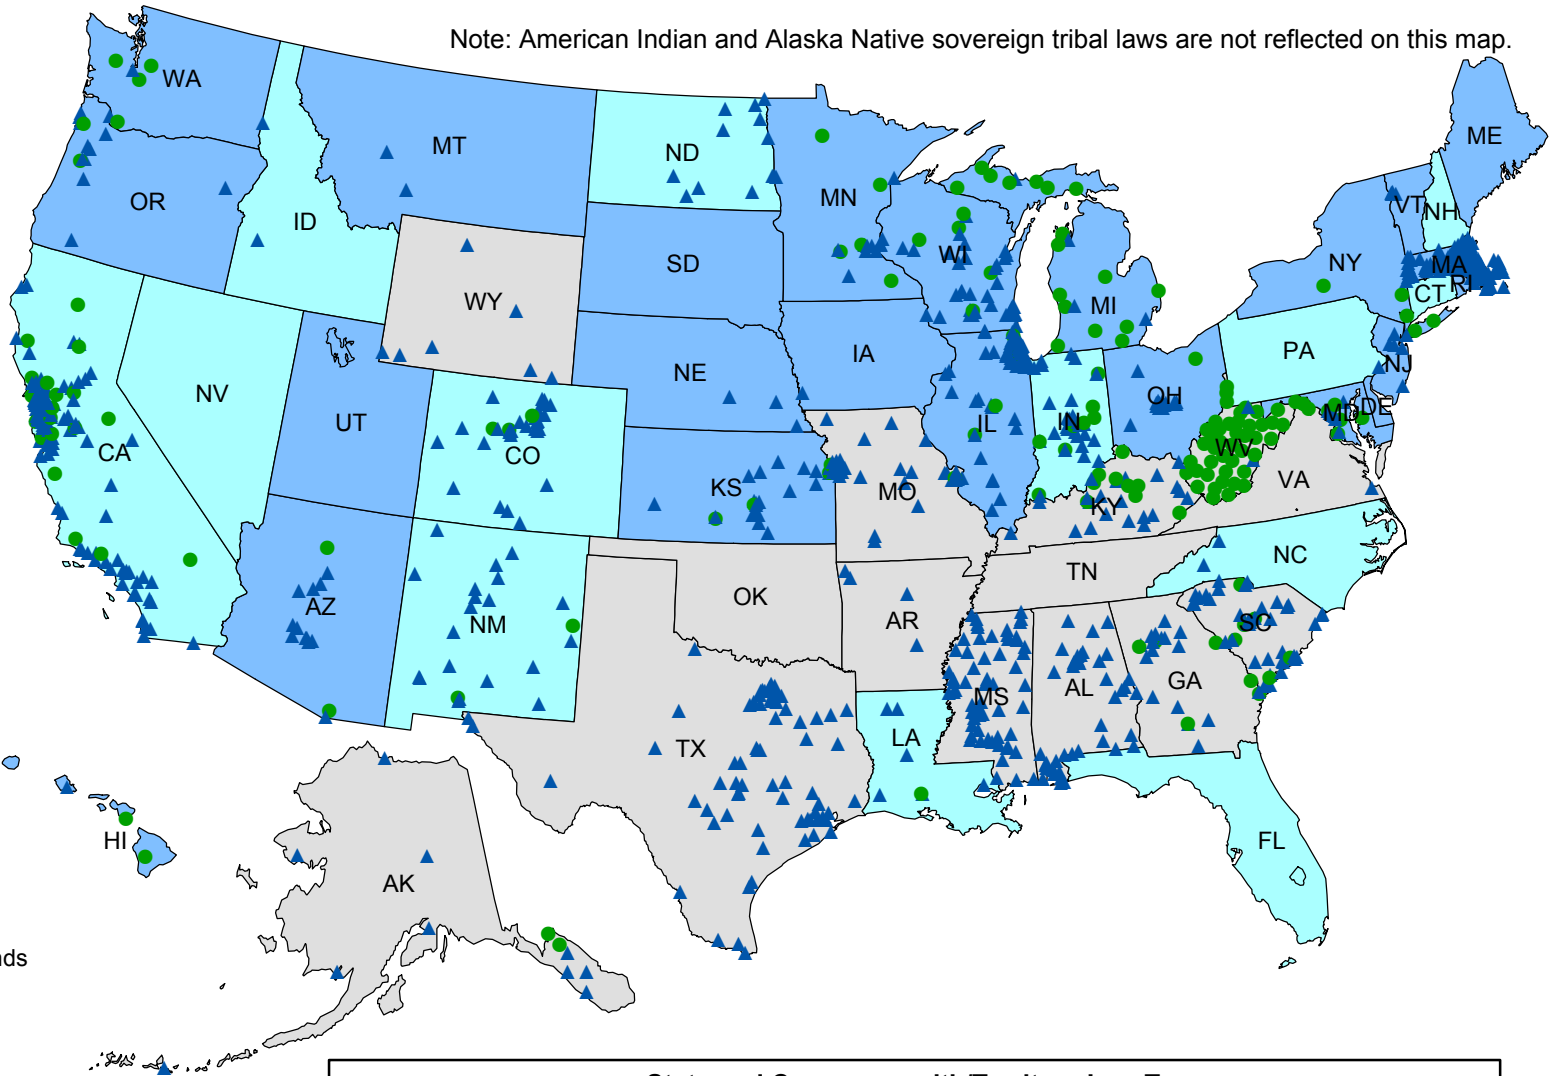 Note: American Indian and Alaska Native sovereign tribal laws are not reflected on this map.
WA
MT
ND
MN
ME
OR
ID
SD
WI
VT
NH
NY
MA
WY
MI
CT
RI
IA
PA
NV
NE
NJ
UT
OH
IL
IN
MD
DE
CA
CO
WV
KS
MO
VA
KY
NC
AZ
OK
TN
NM
AR
SC
MS
AL
GA
TX
LA
HI
FL
AK
nds